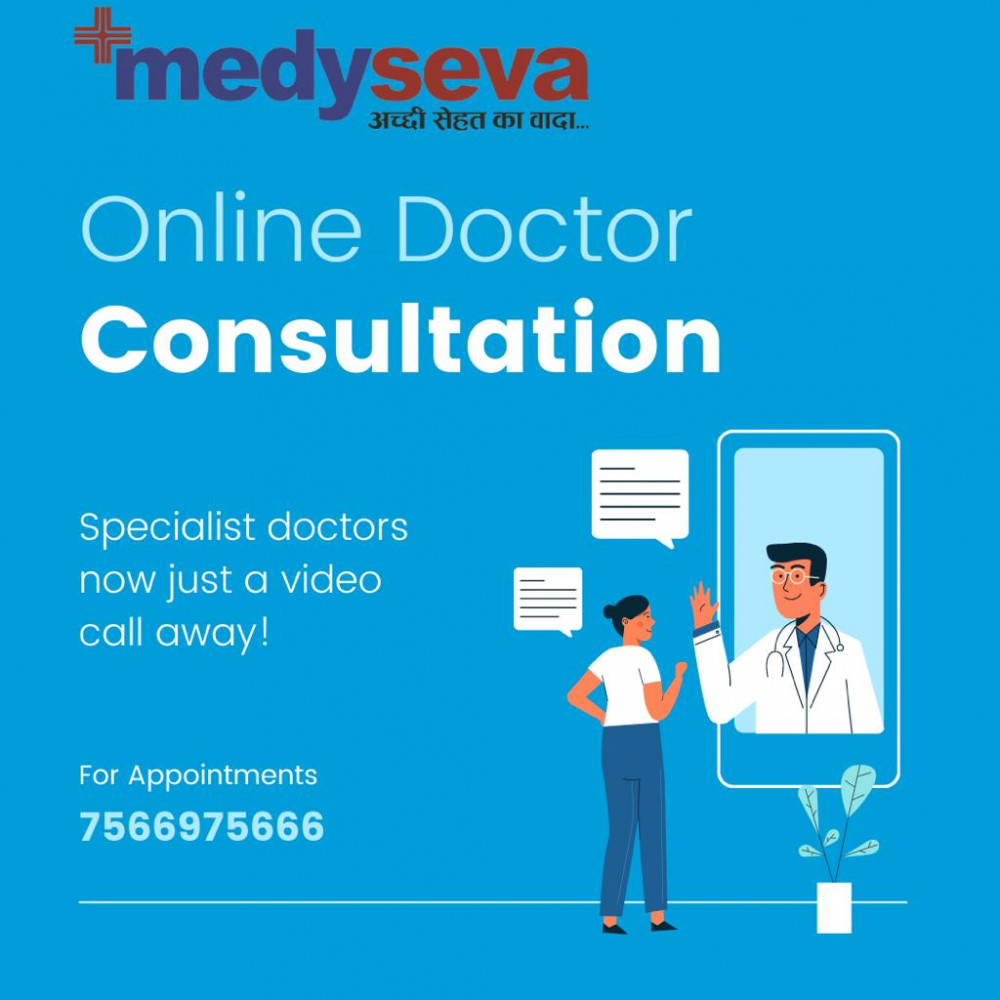 medyseva
अच्छी सेहत का वादा...
Online Doctor
Consultation
Specialist doctors
now just a video
call away!
For Appointments
7566975666